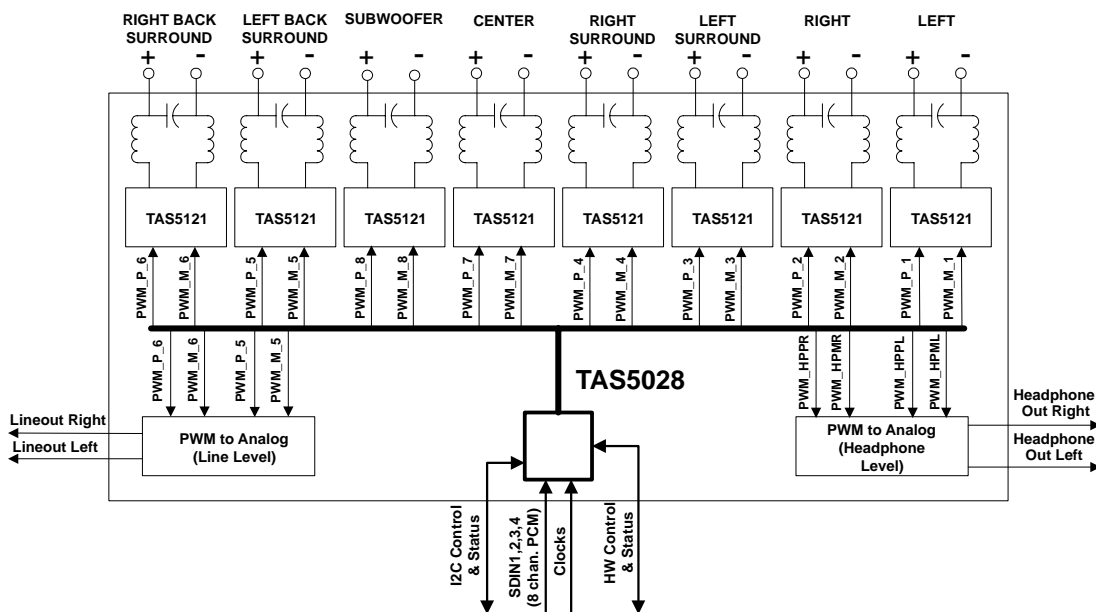 RIGHT BACK
SURROUND
LEFT BACK
SURROUND
SUBWOOFER
CENTER
RIGHT
SURROUND
LEFT
SURROUND
RIGHT
LEFT
+ -
+ -
+ -
+ -
+ -
+ -
+ -
+ -
TAS5121
TAS5121
TAS5121
TAS5121
TAS5121
TAS5121
TAS5121
TAS5121
PWM_P_6
PWM_M_6
PWM_P_5
PWM_M_5
PWM_P_8
PWM_M_8
PWM_P_7
PWM_M_7
PWM_P_4
PWM_M_4
PWM_P_3
PWM_M_3
PWM_P_2
PWM_M_2
PWM_P_1
PWM_M_1
PWM_P_6
PWM_M_6
PWM_P_5
PWM_M_5
TAS5028
PWM_HPPR
PWM_HPMR
PWM_HPPL
PWM_HPML
Lineout Right
Lineout Left
PWM to Analog
(Line Level)
PWM to Analog
(Headphone
Level)
Headphone
Out Right
Headphone
Out Left
I2C Control
& Status
SDIN1,2,3,4
(8 chan. PCM)
Clocks
HW Control
& Status